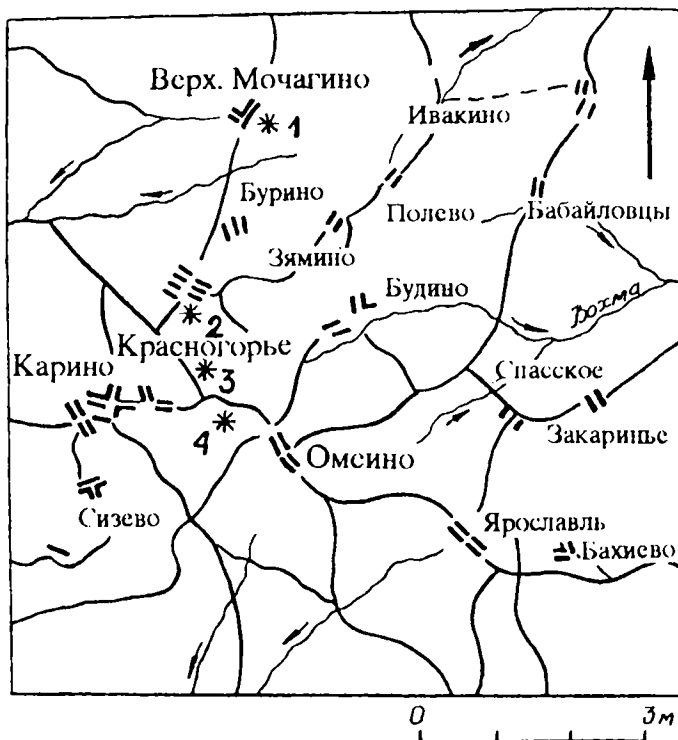 Верх. Мочагино
1
Ивакино
Бурино
Полево
Бабайловцы
Зямино
Будино
Вохма
2
Красногорье
Карино
3
Спасское
4
Омсино
Закаринье
Сизево
Ярославль
Бахиево
0
3м